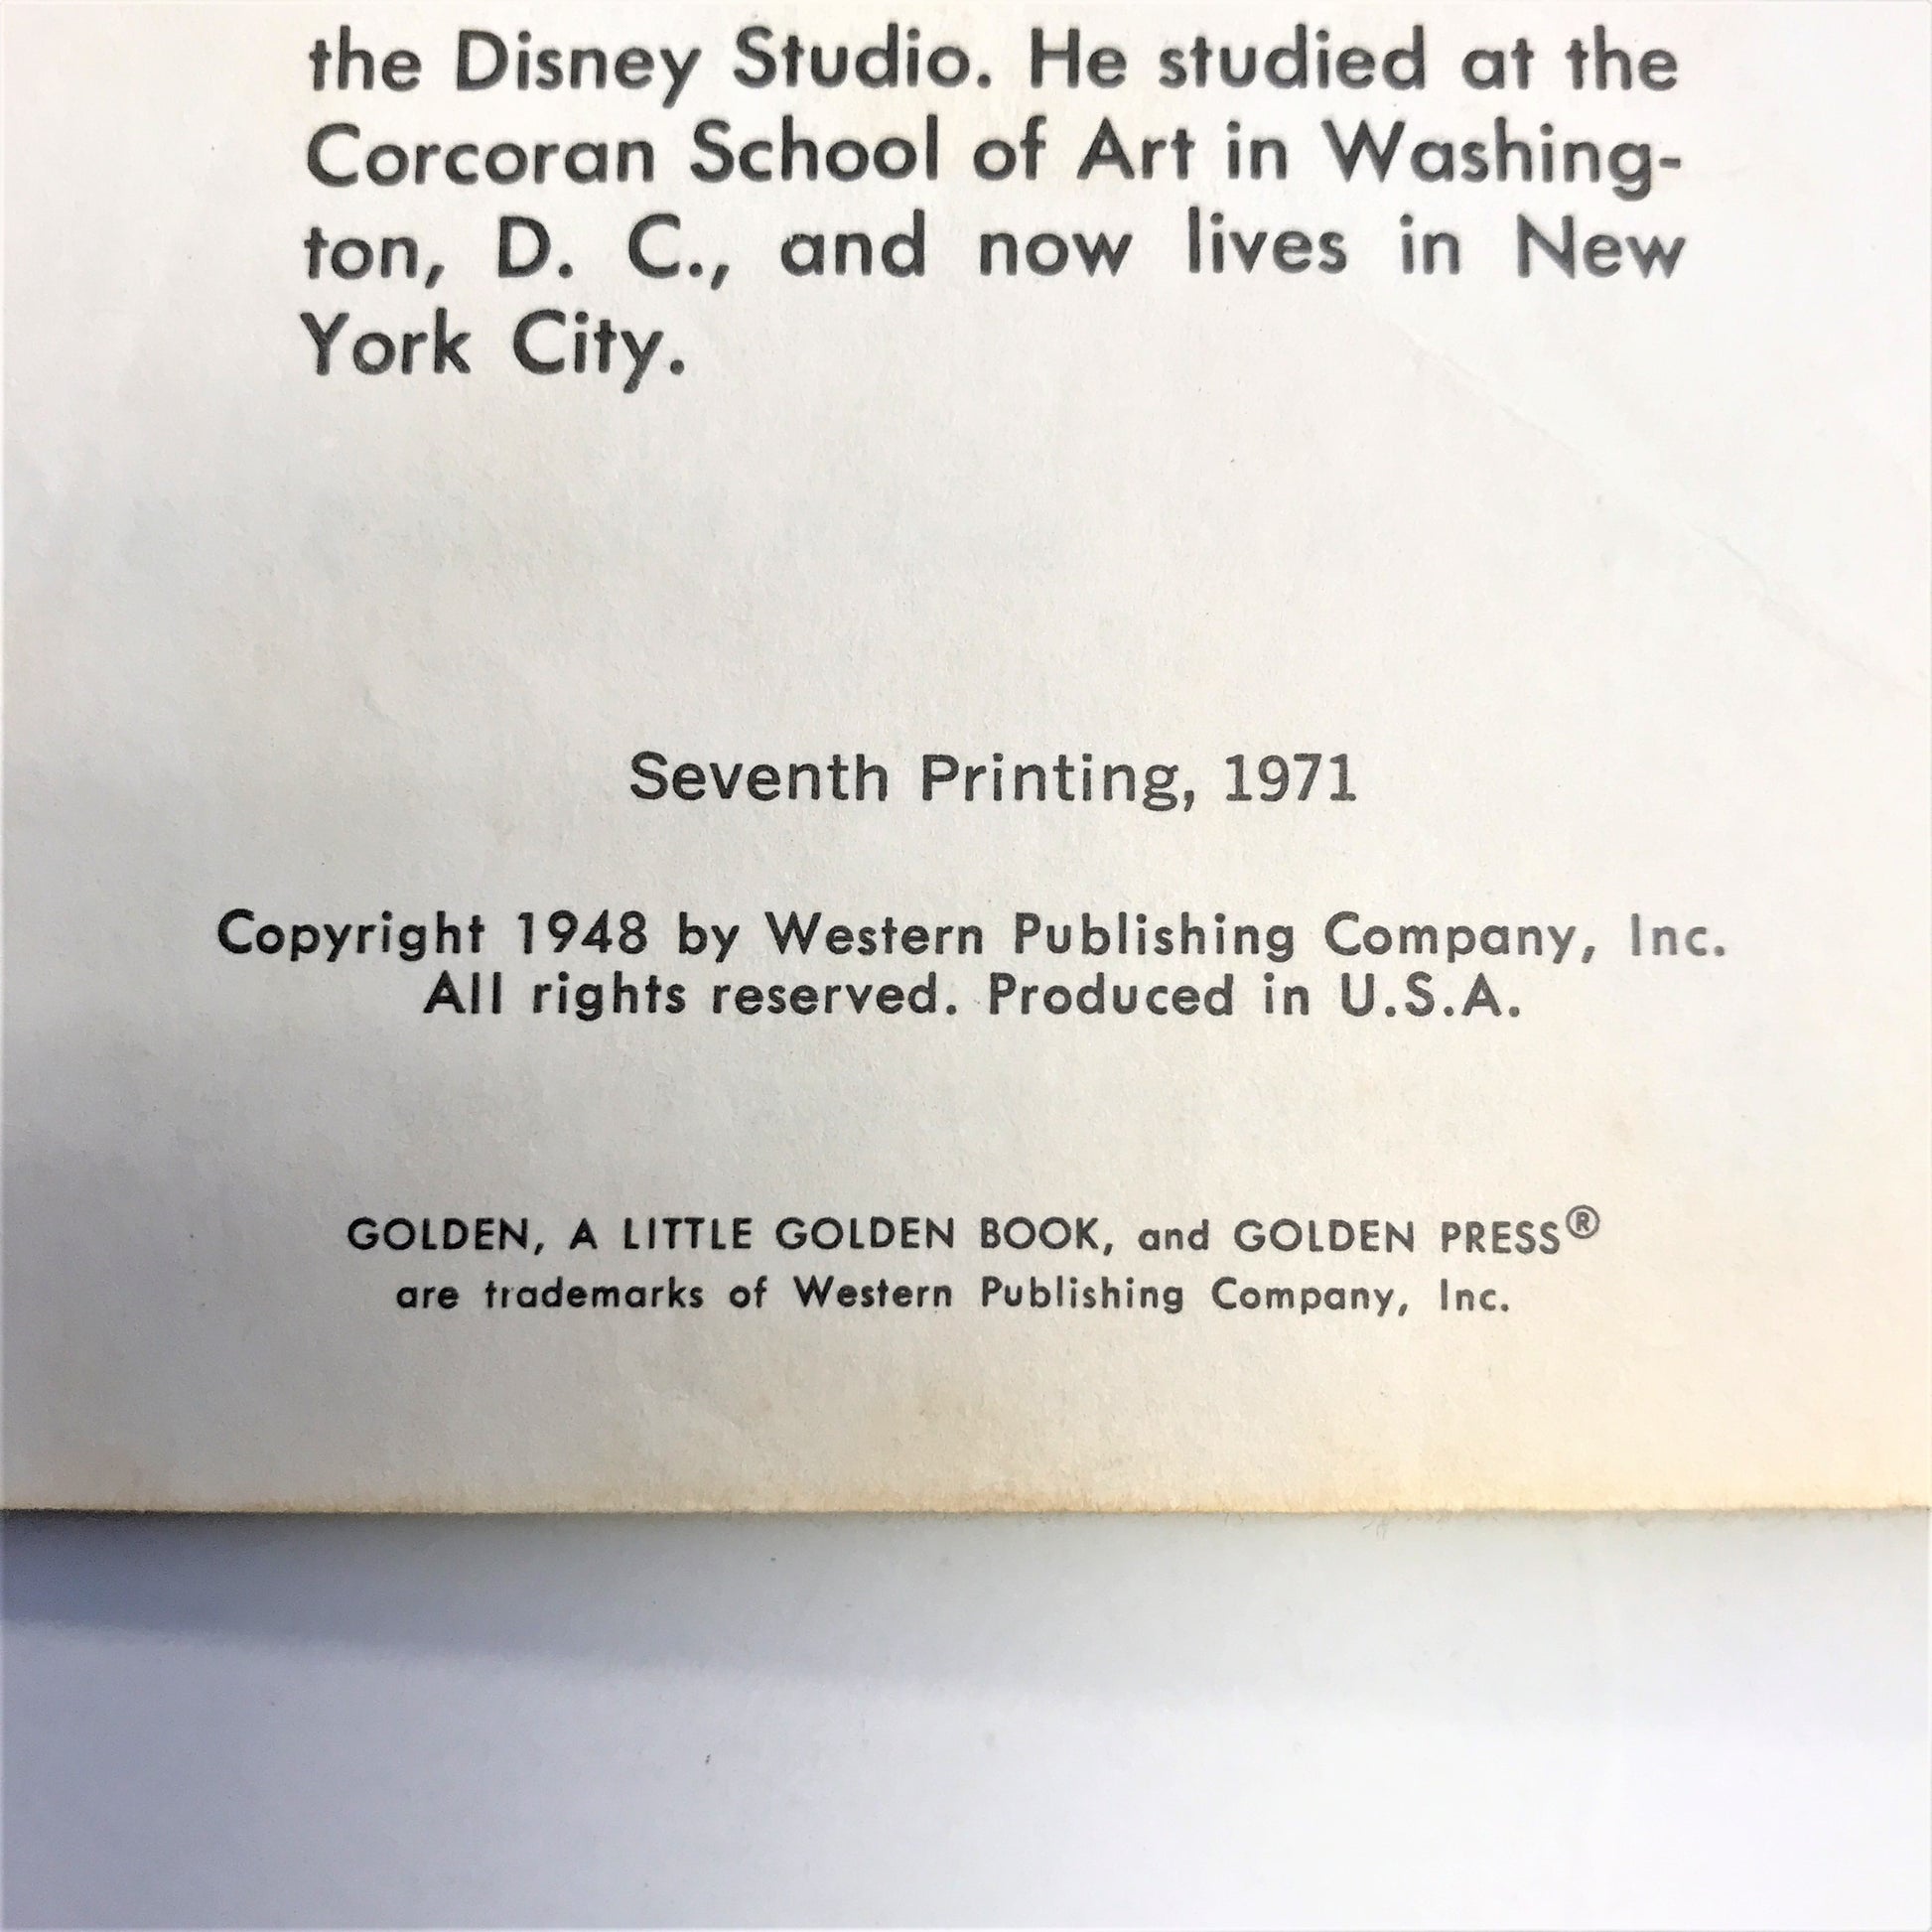 the Disney Studio. He studied at the
Corcoran School of Art in Washing-
ton, D. C., and now lives in New
York City.
Seventh Printing, 1971
Copyright 1948 by Western Publishing Company, Inc.
All rights reserved. Produced in U.S.A.
GOLDEN, A LITTLE GOLDEN BOOK, and GOLDEN PRESS®
are trademarks of Western Publishing Company, Inc.